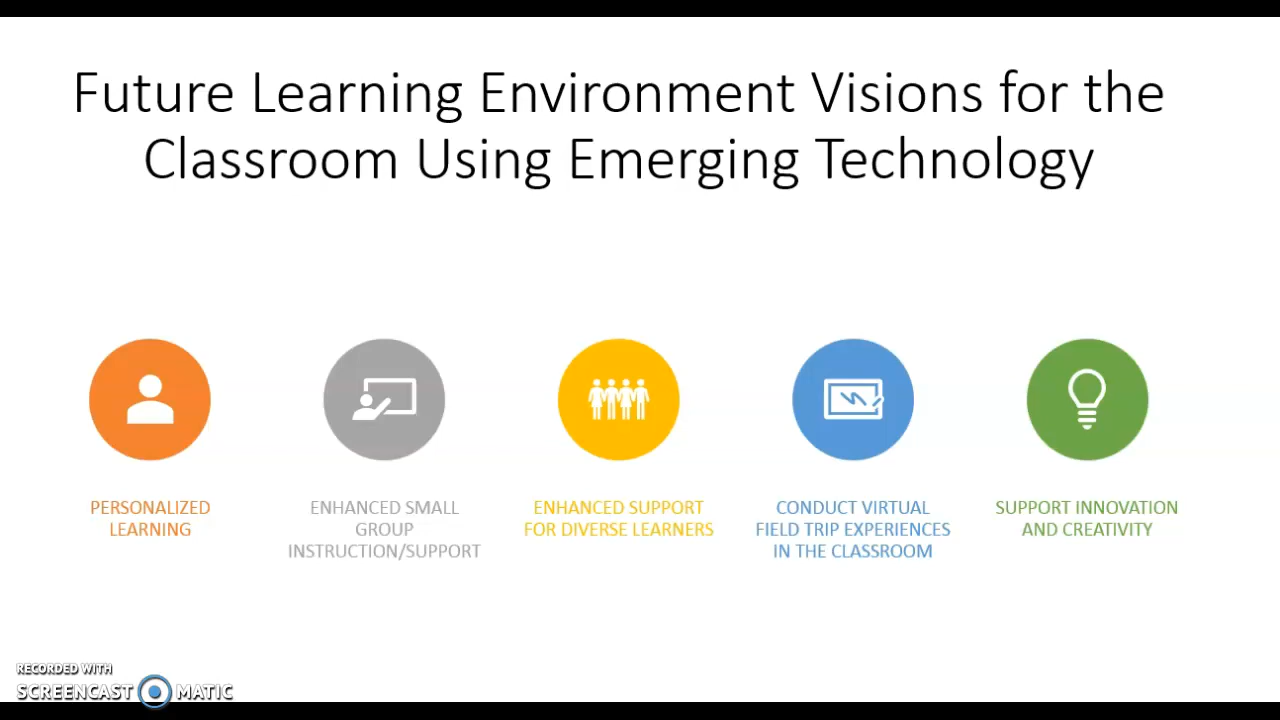 Future Learning Environment Visions for the
Classroom Using Emerging Technology
PERSONALIZED
LEARNING
ENHANCED SMALL
GROUP
INSTRUCTION/SUPPORT
ENHANCED SUPPORT
FOR DIVERSE LEARNERS
CONDUCT VIRTUAL
FIELD TRIP EXPERIENCES
IN THE CLASSROOM
SUPPORT INNOVATION
AND CREATIVITY
RECORDED WITH
SCREENCAST MATIC